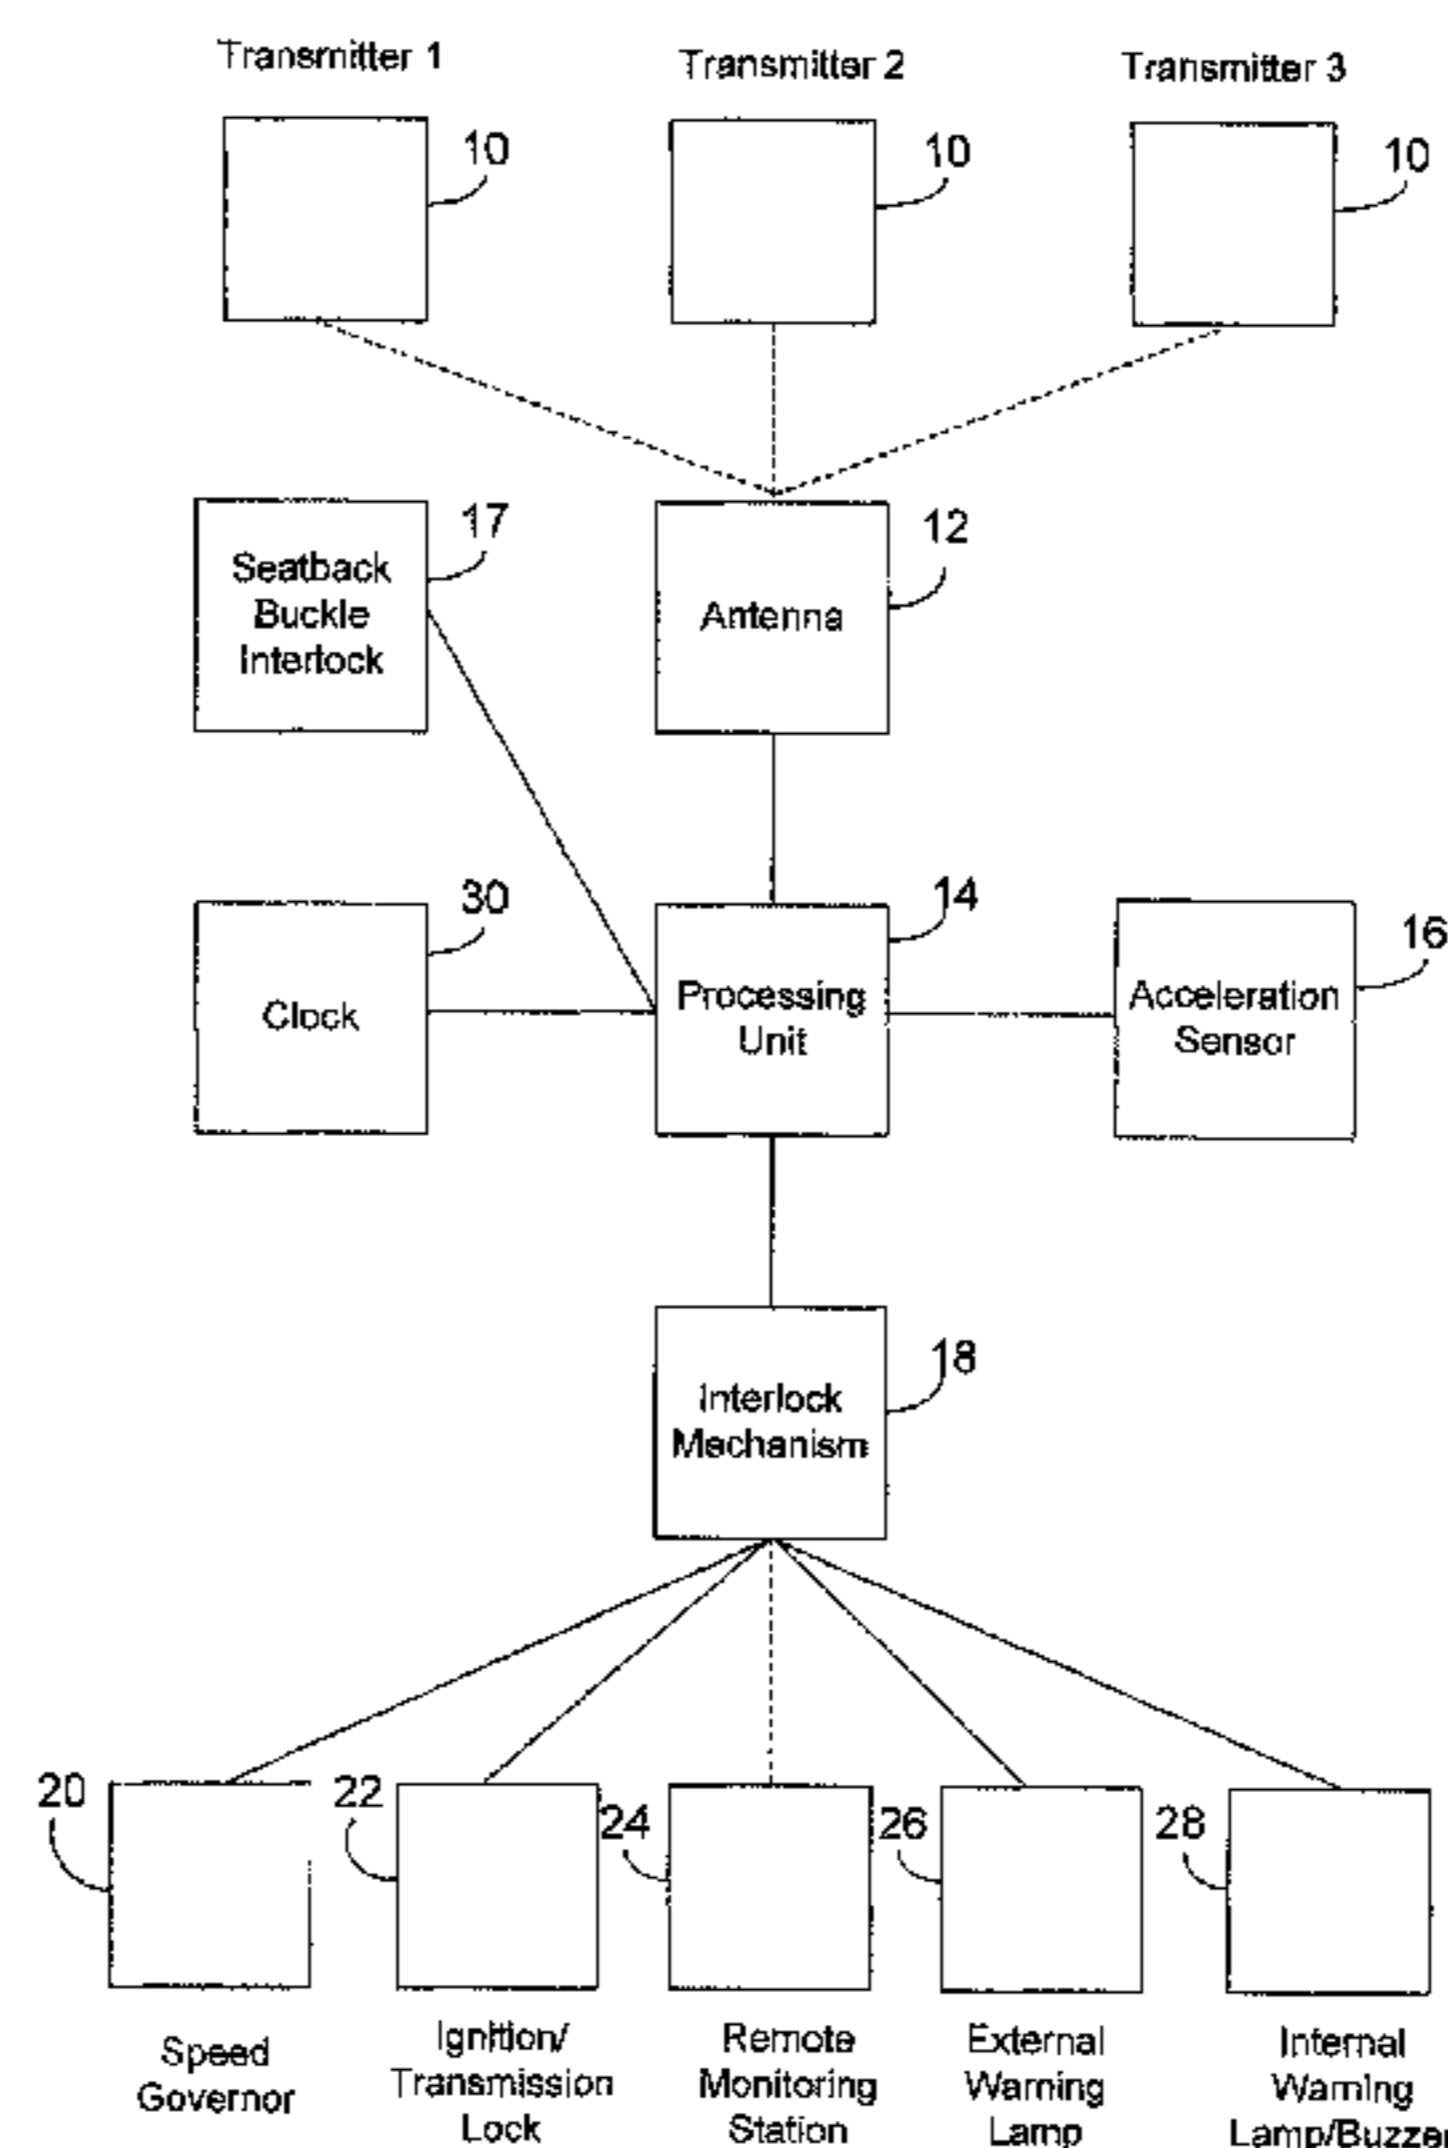 Transmitter 1
Transmitter 2
Transmitter 3
10
10
10
17
12
Seatback
Buckle
Interlock
Antenna
30
14
16
Clock
Processing
Unit
Acceleration
Sensor
18
Interlock
Mechanism
20
22
24
26
28
Speed
Governor
Ignition/
Transmission
Lock
Remote
Monitoring
Station
External
Warning
Lamp
Internal
Warning
Lamp/Buzzer